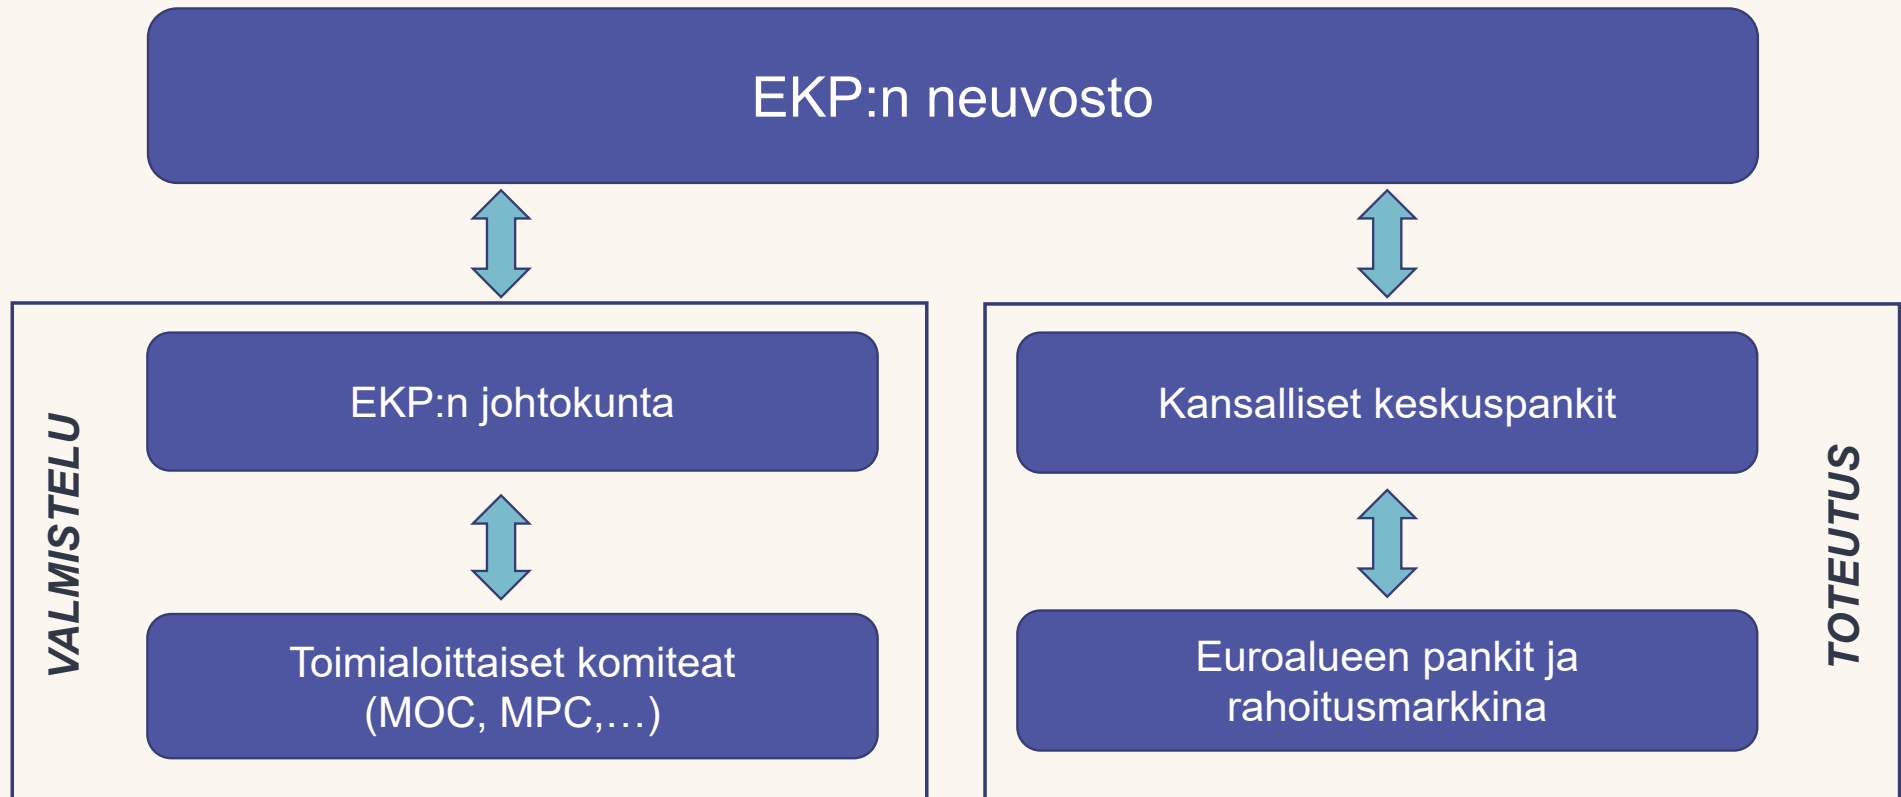 EKP:n neuvosto
VALMISTELU
EKP:n johtokunta
Toimialoittaiset komiteat
(MOC, MPC,…)
Kansalliset keskuspankit
Euroalueen pankit ja
rahoitusmarkkina
TOTEUTUS